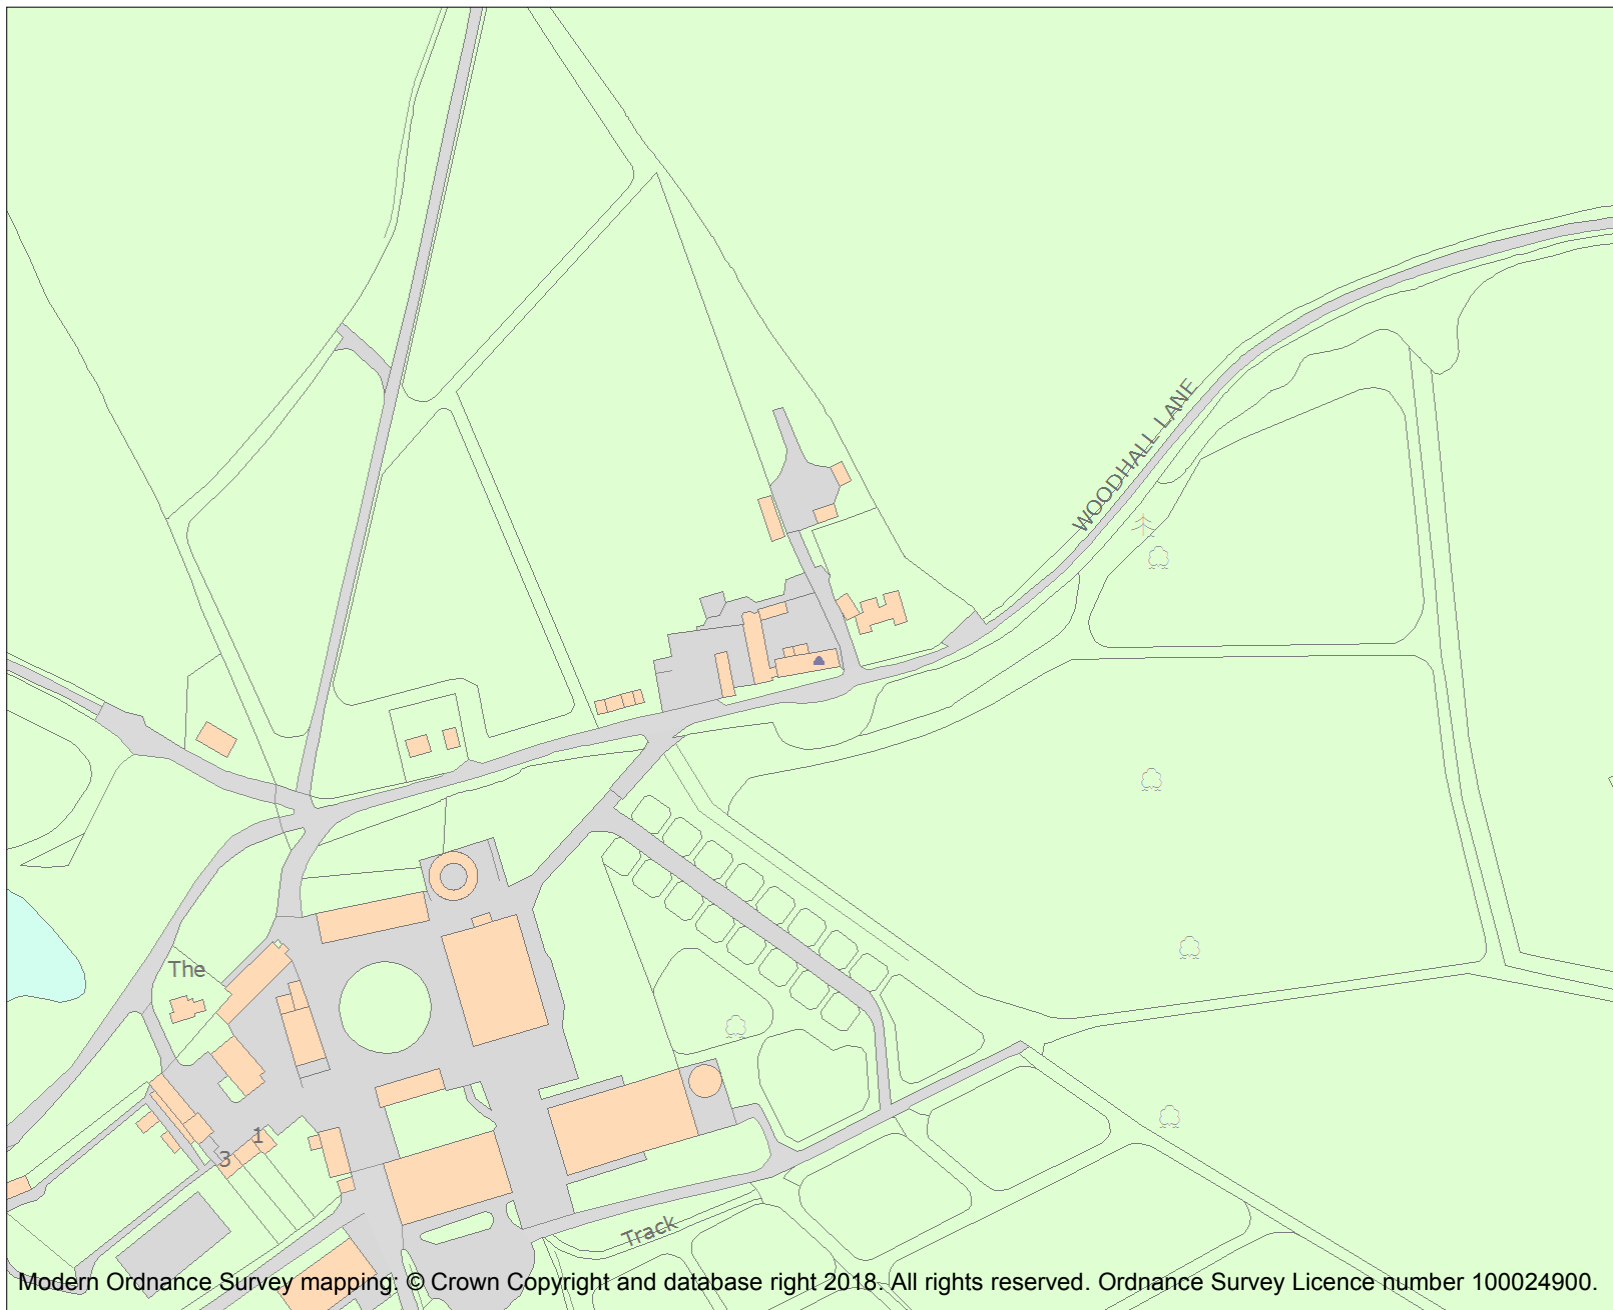 WOODHALL LANE
The
1
3
Track
Modern Ordnance Survey mapping: © Crown Copyright and database right 2018. All rights reserved. Ordnance Survey Licence number 100024900.